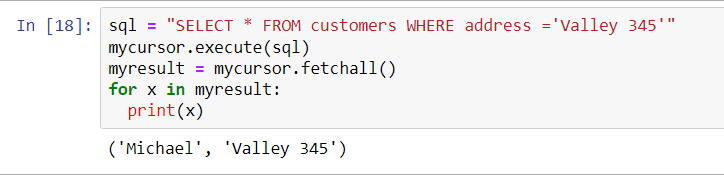 In [18]: sql = "SELECT * FROM customers WHERE address ='Valley 345'"
mycursor.execute(sql)
myresult = mycursor.fetchall()
for x in myresult:
  print(x)
('Michael', 'Valley 345')